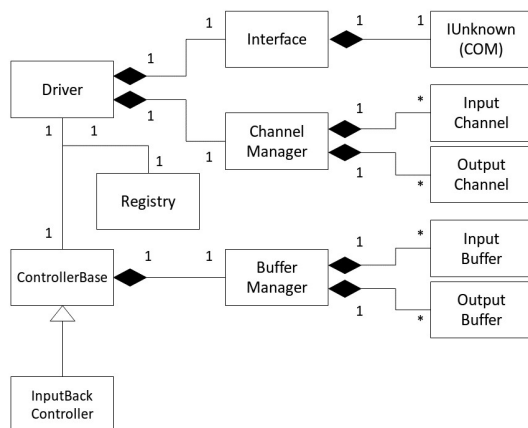 1
1
Interface
1
1
IUnknown
(COM)
Driver
1
1
Input
Channel
*
1
1
Channel
Manager
1
1
1
1
1
Output
Channel
*
Registry
1
ControllerBase
1
1
Buffer
Manager
1
*
Input
Buffer
1
*
Output
Buffer
InputBack
Controller